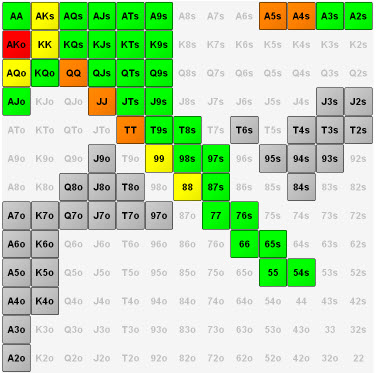 AA AKs AQs AJs ATs A9s A8s A7s A6s A5s A4s A3s A2s
AKo KK KQs KJs KTs K9s K8s K7s K6s K5s K4s K3s K2s
AQo KQo QQ QJs QTs Q9s Q8s Q7s Q6s Q5s Q4s Q3s Q2s
AJo KJo QJo JJ JTs J9s J8s J7s J6s J5s J4s J3s J2s
ATo KTo QTo JTo TT T9s T8s T7s T6s T5s T4s T3s T2s
A9o K9o Q9o J9o T9o 99 98s 97s 96s 95s 94s 93s 92s
A8o K8o Q8o J8o T8o 98o 88 87s 86s 85s 84s 83s 82s
A7o K7o Q7o J7o T7o 97o 87o 77 76s 75s 74s 73s 72s
A6o K6o Q6o J6o T6o 96o 86o 76o 66 65s 64s 63s 62s
A5o K5o Q5o J5o T5o 95o 85o 75o 65o 55 54s 53s 52s
A4o K4o Q4o J4o T4o 94o 84o 74o 64o 54o 44 43s 42s
A3o K3o Q3o J3o T3o 93o 83o 73o 63o 53o 43o 33 32s
A2o K2o Q2o J2o T2o 92o 82o 72o 62o 52o 42o 32o 22